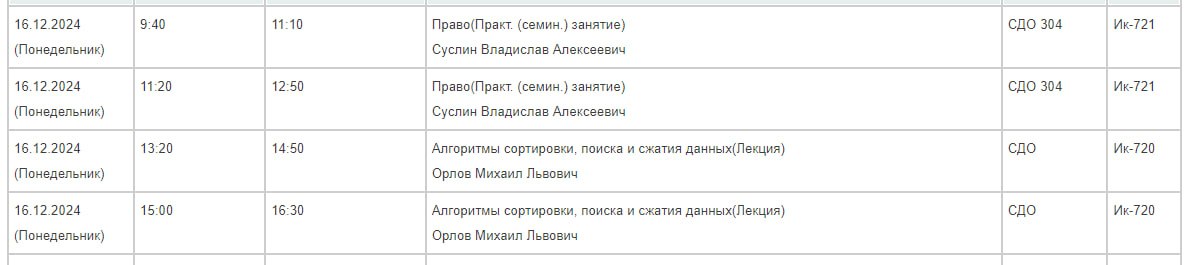 16.12.2024 9:40 11:10 Право(Практ. (семин.) занятие) СДО 304 Ик-721
(Понедельник) Суслин Владислав Алексеевич
16.12.2024 11:20 12:50 Право(Практ. (семин.) занятие) СДО 304 Ик-721
(Понедельник) Суслин Владислав Алексеевич
16.12.2024 13:20 14:50 Алгоритмы сортировки, поиска и сжатия данных(Лекция) СДО Ик-720
(Понедельник) Орлов Михаил Львович
16.12.2024 15:00 16:30 Алгоритмы сортировки, поиска и сжатия данных(Лекция) СДО Ик-720
(Понедельник) Орлов Михаил Львович